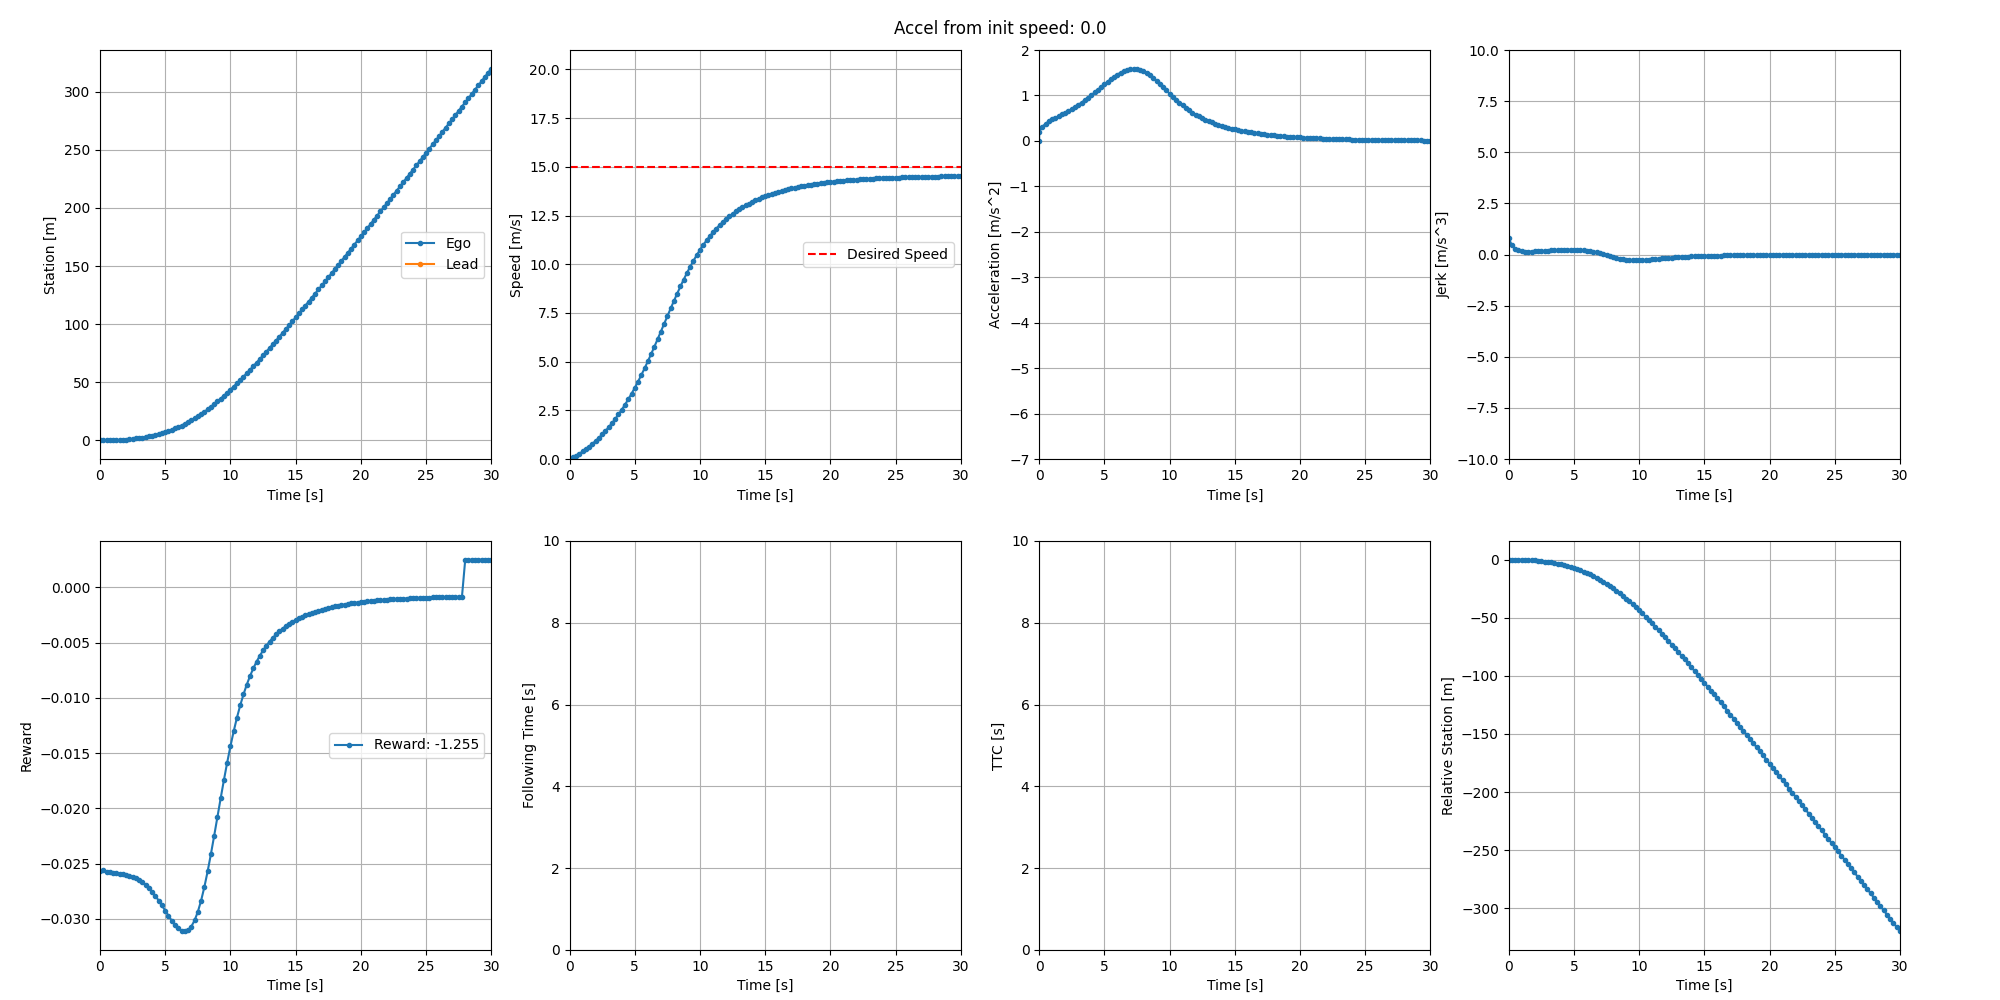 Accel from init speed: 0.0
300
250
200
150
100
50
0
Station [m]
Ego
Lead
0 5 10 15 20 25 30
Time [s]
20.0
17.5
15.0
12.5
10.0
7.5
5.0
2.5
0.0
Speed [m/s]
Desired Speed
0 5 10 15 20 25 30
Time [s]
2
1
0
−1
−2
−3
−4
−5
−6
−7
Acceleration [m/s^2]
0 5 10 15 20 25 30
Time [s]
10.0
7.5
5.0
2.5
0.0
−2.5
−5.0
−7.5
−10.0
Jerk [m/s^3]
0 5 10 15 20 25 30
Time [s]
0.000
−0.005
−0.010
−0.015
−0.020
−0.025
−0.030
Reward
Reward: -1.255
0 5 10 15 20 25 30
Time [s]
10
8
6
4
2
0
Following Time [s]
0 5 10 15 20 25 30
Time [s]
10
8
6
4
2
0
TTC [s]
0 5 10 15 20 25 30
Time [s]
0
−50
−100
−150
−200
−250
−300
Relative Station [m]
0 5 10 15 20 25 30
Time [s]